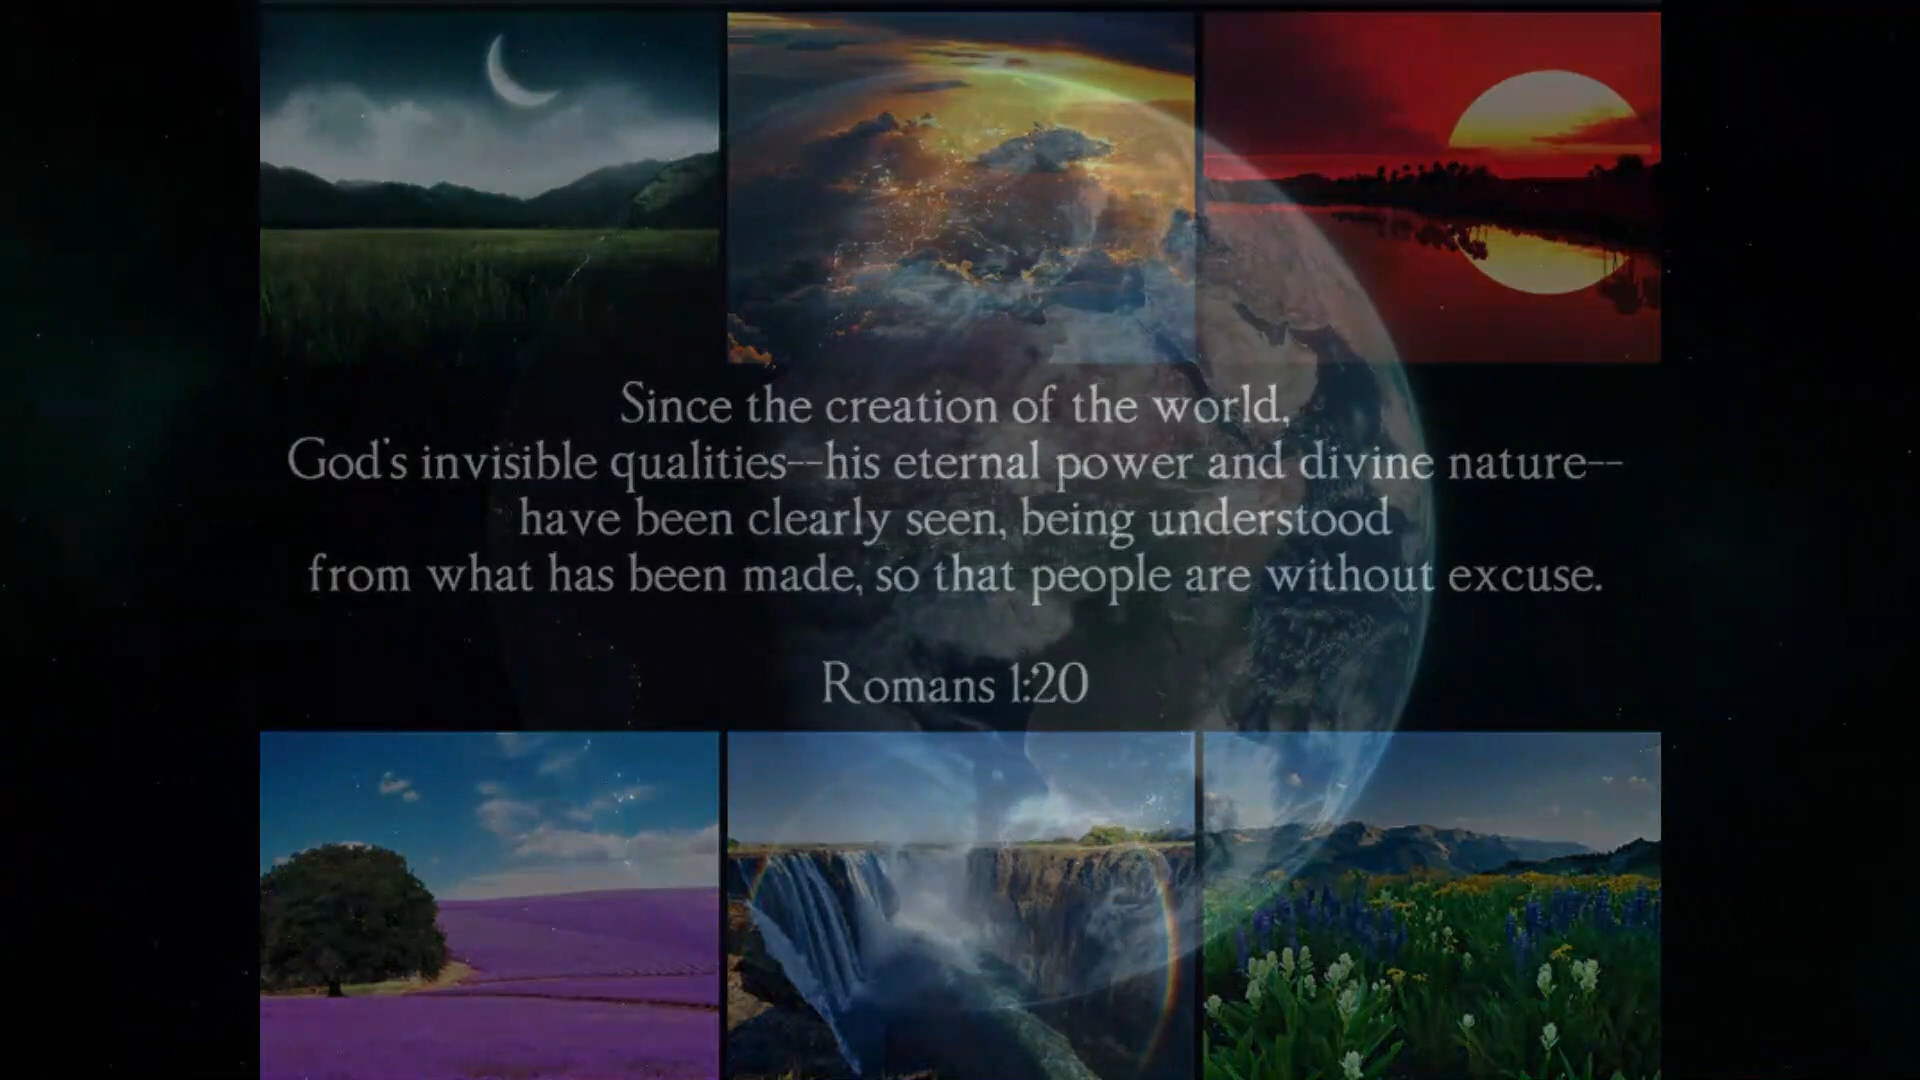 Since the creation of the world,
God's invisible qualities--his eternal power and divine nature--
have been clearly seen, being understood
from what has been made, so that people are without excuse.
Romans 1:20